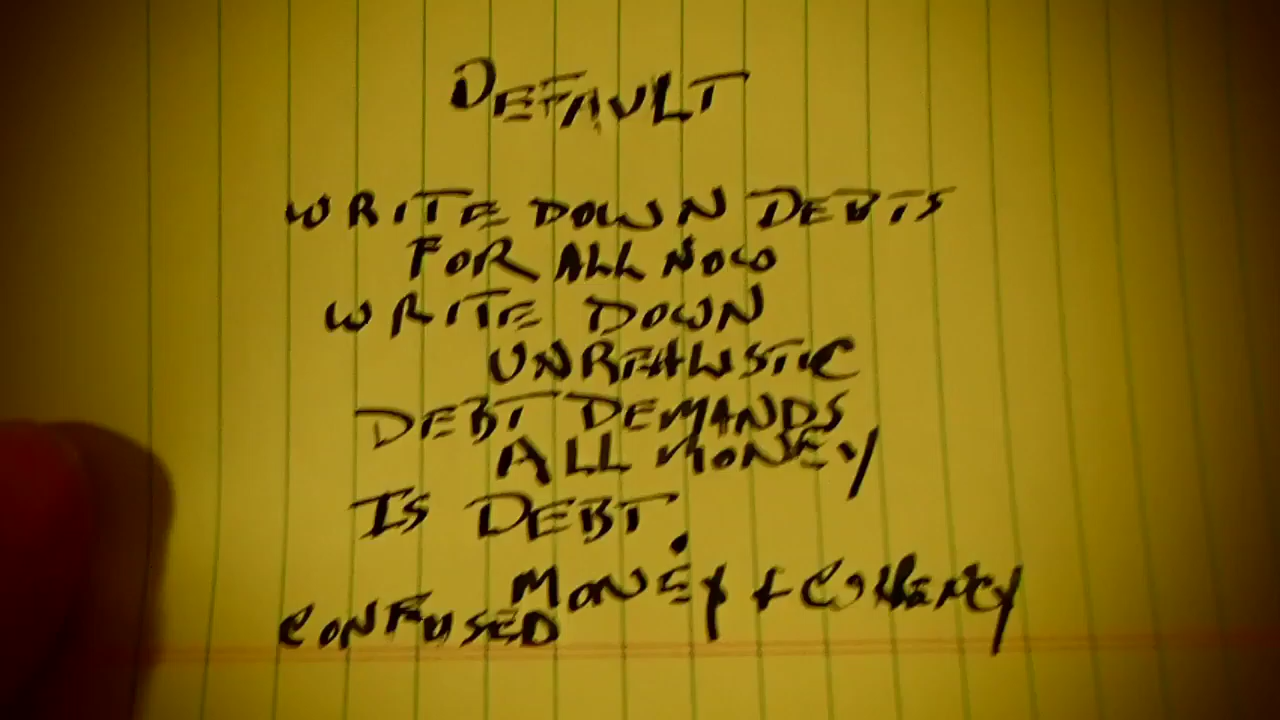 DEFAULT
WRITE DOWN DEBTS
FOR ALL NOW
WRITE DOWN
UNREALISTIC
DEBT DEMANDS
ALL MONEY
IS DEBT.
MONEY + CURRENCY
CONFUSED